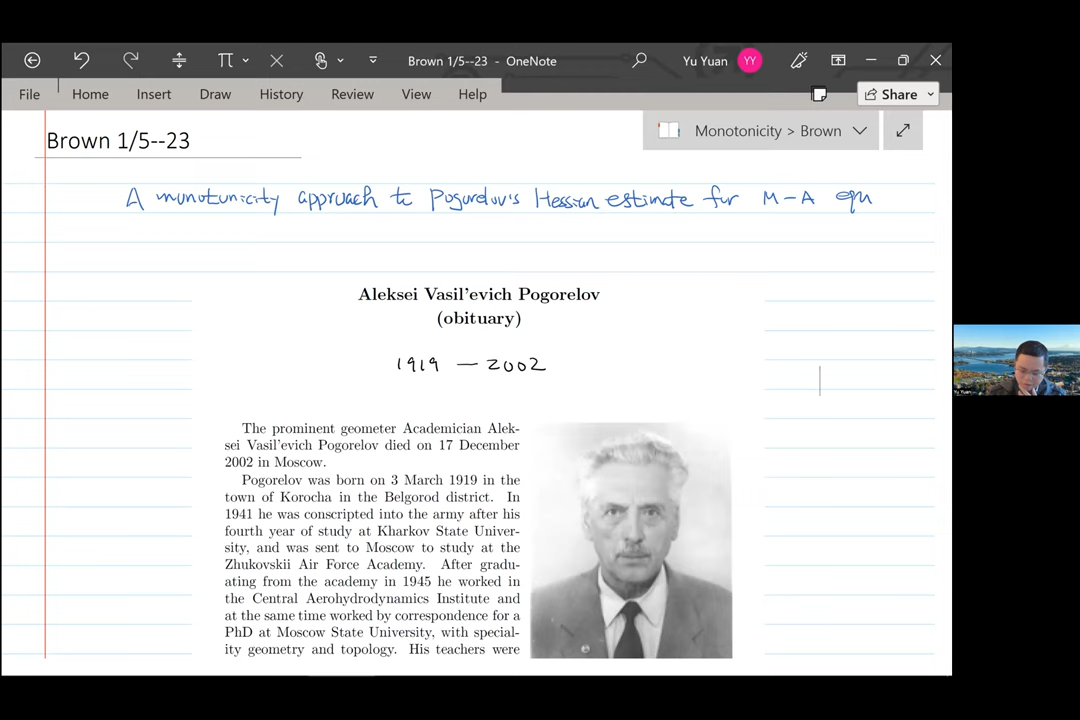 Brown 1/5--23 - OneNote
Yu Yuan
YY
File Home Insert Draw History Review View Help
Share
Brown 1/5--23
Monotonicity > Brown
A monotonicity approach to Pogorelov's Hessian estimate for M-A equ
Aleksei Vasil'evich Pogorelov
(obituary)
1919 — 2002
The prominent geometer Academician Alek-
sei Vasil'evich Pogorelov died on 17 December
2002 in Moscow.
Pogorelov was born on 3 March 1919 in the
town of Korocha in the Belgorod district. In
1941 he was conscripted into the army after his
fourth year of study at Kharkov State Univer-
sity, and was sent to Moscow to study at the
Zhukovskii Air Force Academy. After gradu-
ating from the academy in 1945 he worked in
the Central Aerohydrodynamics Institute and
at the same time worked by correspondence for a
PhD at Moscow State University, with special-
ity geometry and topology. His teachers were
Yu Yuan